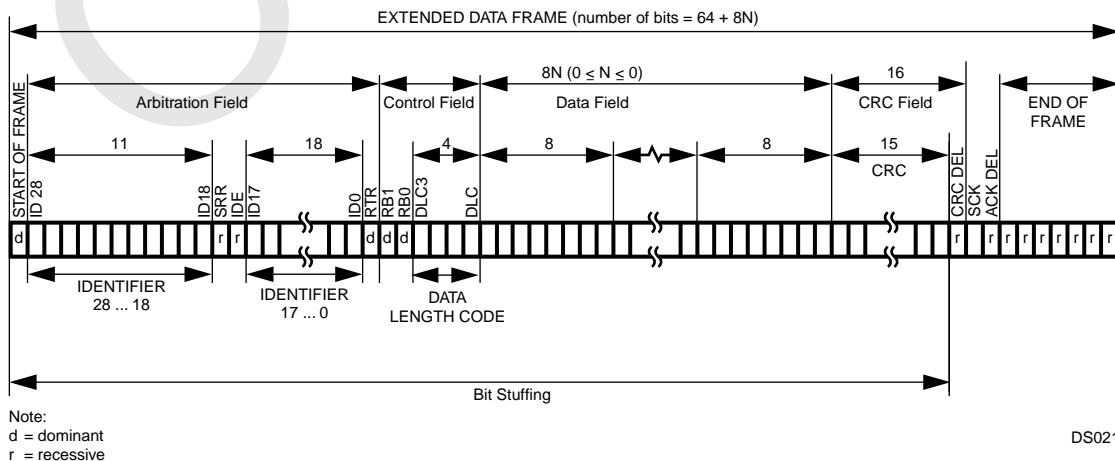 EXTENDED DATA FRAME (number of bits = 64 + 8N)
8N (0 ≤ N ≤ 0)
16
Arbitration Field
Control Field
Data Field
CRC Field
END OF
FRAME
11
18
4
8
8
15
CRC
START OF FRAME
ID 28
ID18
SRR
IDE
ID17
ID0
RTR
RB1
RB0
DLC3
DLC
CRC DEL
SCK
ACK DEL
d r r d d d r r r r r r r r r
IDENTIFIER
28 ... 18
IDENTIFIER
17 ... 0
DATA
LENGTH CODE
Bit Stuffing
Note:
d = dominant
r = recessive
DS021